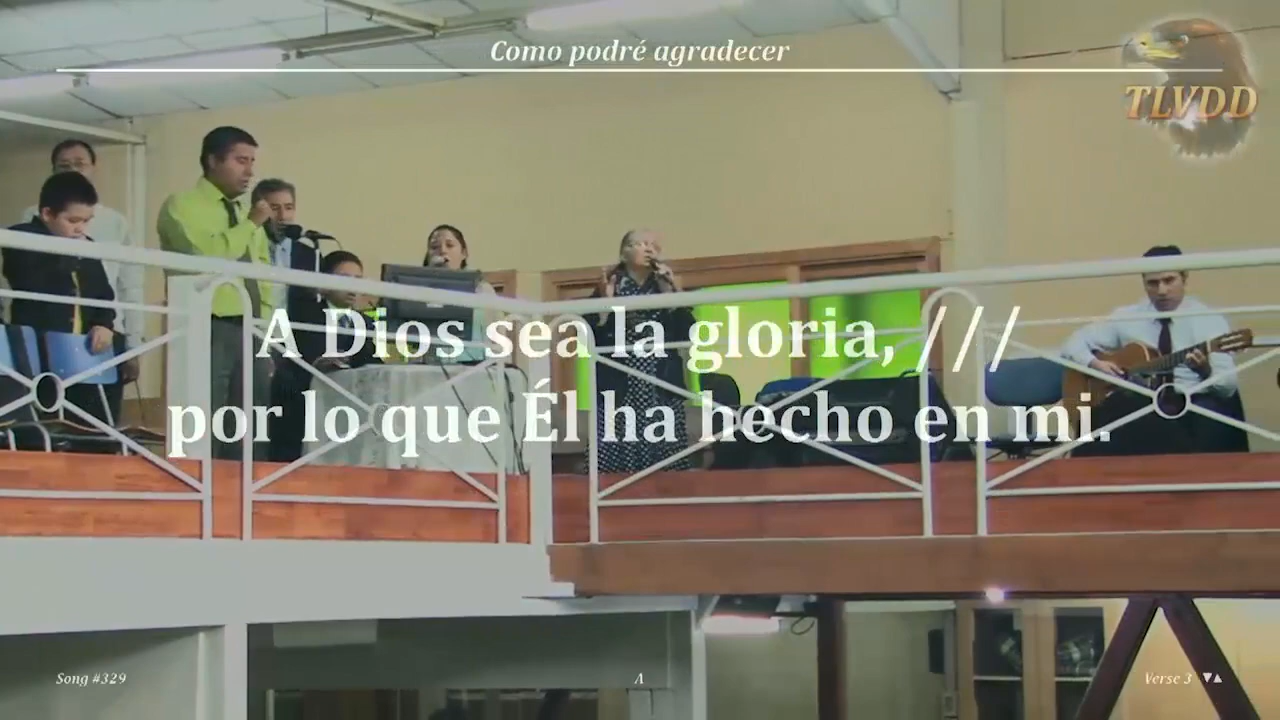 Como podré agradecer
TLVDD
A Dios sea la gloria, ///
por lo que Él ha hecho en mi.
Song #329
A
Verse 3 ▼▲